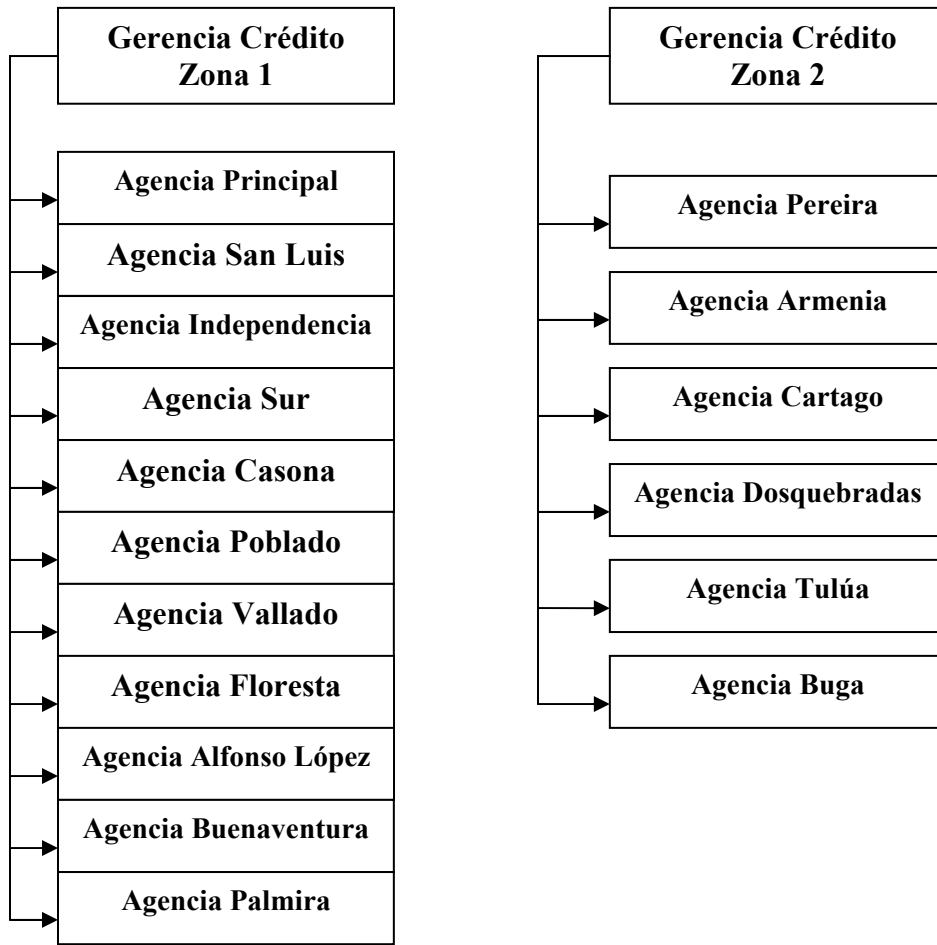 Gerencia Crédito
Zona 1
Agencia Principal
Agencia San Luis
Agencia Independencia
Agencia Sur
Agencia Casona
Agencia Poblado
Agencia Vallado
Agencia Floresta
Agencia Alfonso López
Agencia Buenaventura
Agencia Palmira
Gerencia Crédito
Zona 2
Agencia Pereira
Agencia Armenia
Agencia Cartago
Agencia Dosquebradas
Agencia Tulúa
Agencia Buga